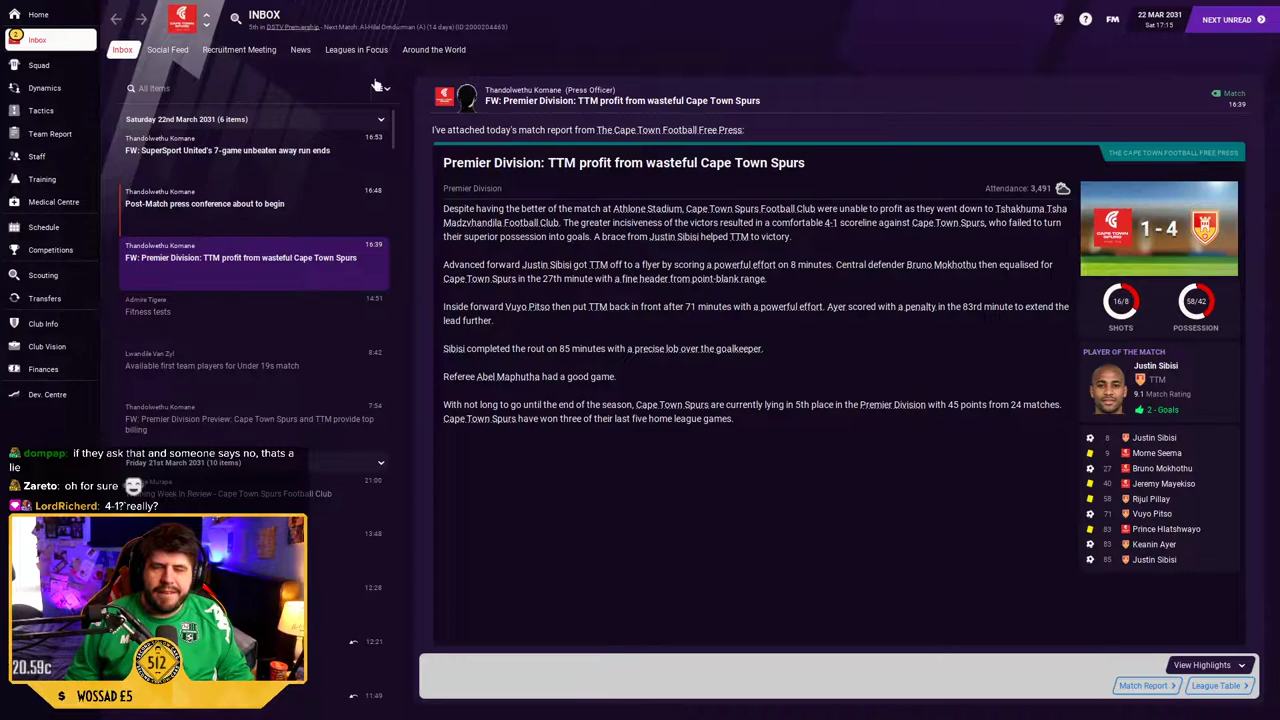 Home
INBOX
5th in DSTV Premiership - Next Match: Al-Hilal Omdurman (A) (14 days) (ID:2000204463)
FM
22 MAR 2031
Sat 17:15
NEXT UNREAD
2
Inbox
Squad
Dynamics
Tactics
Team Report
Staff
Training
Medical Centre
Schedule
Competitions
Scouting
Transfers
Club Info
Club Vision
Finances
Dev. Centre
Inbox
Social Feed
Recruitment Meeting
News
Leagues in Focus
Around the World
All Items
Saturday 22nd March 2031 (6 items)
Thandolwethu Komane
16:53
FW: SuperSport United's 7-game unbeaten away run ends
Thandolwethu Komane
16:48
Post-Match press conference about to begin
Thandolwethu Komane
16:39
FW: Premier Division: TTM profit from wasteful Cape Town Spurs
Admire Tigere
14:51
Fitness tests
Lwandile Van Zyl
8:42
Available first team players for Under 19s match
Thandolwethu Komane
7:54
FW: Premier Division Preview: Cape Town Spurs and TTM provide top
billing
Friday 21st March 2031 (10 items)
Murape
21:00
Week In Review - Cape Town Spurs Football Club
13:48
12:28
12:21
11:49
Thandolwethu Komane (Press Officer)
FW: Premier Division: TTM profit from wasteful Cape Town Spurs
Match
16:39
I've attached today's match report from The Cape Town Football Free Press:
THE CAPE TOWN FOOTBALL FREE PRESS
Premier Division: TTM profit from wasteful Cape Town Spurs
Premier Division
Attendance: 3,491
Despite having the better of the match at Athlone Stadium, Cape Town Spurs Football Club were unable to profit as they went down to Tshakhuma Tsha
Madzvhandila Football Club. The greater incisiveness of the victors resulted in a comfortable 4-1 scoreline against Cape Town Spurs, who failed to turn
their superior possession into goals. A brace from Justin Sibisi helped TTM to victory.
Advanced forward Justin Sibisi got TTM off to a flyer by scoring a powerful effort on 8 minutes. Central defender Bruno Mokhothu then equalised for
Cape Town Spurs in the 27th minute with a fine header from point-blank range.
Inside forward Vuyo Pitso then put TTM back in front after 71 minutes with a powerful effort. Ayer scored with a penalty in the 83rd minute to extend the
lead further.
Sibisi completed the rout on 85 minutes with a precise lob over the goalkeeper.
Referee Abel Maphutha had a good game.
With not long to go until the end of the season, Cape Town Spurs are currently lying in 5th place in the Premier Division with 45 points from 24 matches.
Cape Town Spurs have won three of their last five home league games.
1 - 4
16/8
58/42
SHOTS
POSSESSION
PLAYER OF THE MATCH
Justin Sibisi
TTM
9.1 Match Rating
2 - Goals
8 Justin Sibisi
9 Morne Seema
27 Bruno Mokhothu
40 Jeremy Mayekiso
58 Rijul Pillay
71 Vuyo Pitso
83 Prince Hlatshwayo
83 Keanin Ayer
85 Justin Sibisi
View Highlights
Match Report
League Table
dompap: if they ask that and someone says no, thats a
lie
Zareto: oh for sure
LordRicherd: 4-1? really?
20.59c
512
$ WOSSAD £5